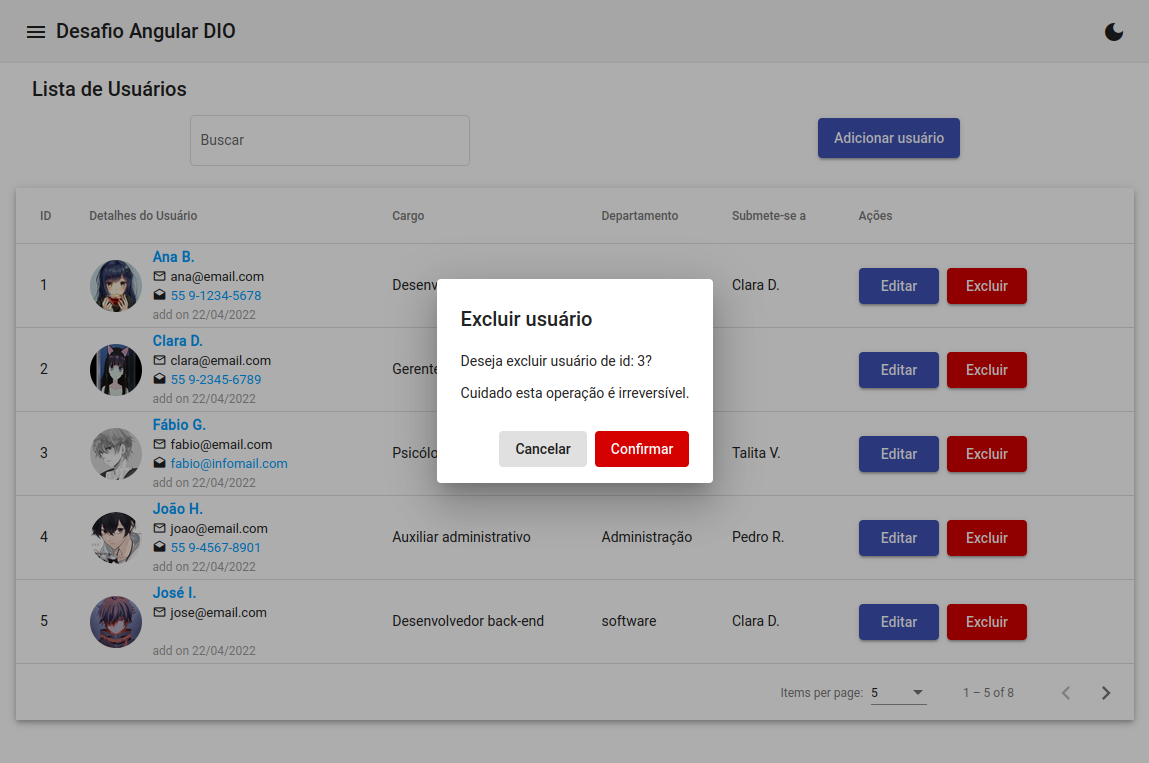 Desafio Angular DIO
Lista de Usuários
Buscar
Adicionar usuário
ID Detalhes do Usuário Cargo Departamento Submete-se a Ações
Ana B.
ana@email.com
55 9-1234-5678
add on 22/04/2022
1 Clara D. Editar Excluir
Clara D.
clara@email.com
55 9-2345-6789
add on 22/04/2022
2 Gerente Editar Excluir
Fábio G.
fabio@email.com
fabio@infomail.com
add on 22/04/2022
3 Talita V. Editar Excluir
João H.
joao@email.com
55 9-4567-8901
add on 22/04/2022
4 Auxiliar administrativo Administração Pedro R. Editar Excluir
José I.
jose@email.com
add on 22/04/2022
5 Desenvolvedor back-end software Clara D. Editar Excluir
Items per page: 5 1 – 5 of 8
Excluir usuário
Deseja excluir usuário de id: 3?
Cuidado esta operação é irreversível.
Cancelar Confirmar